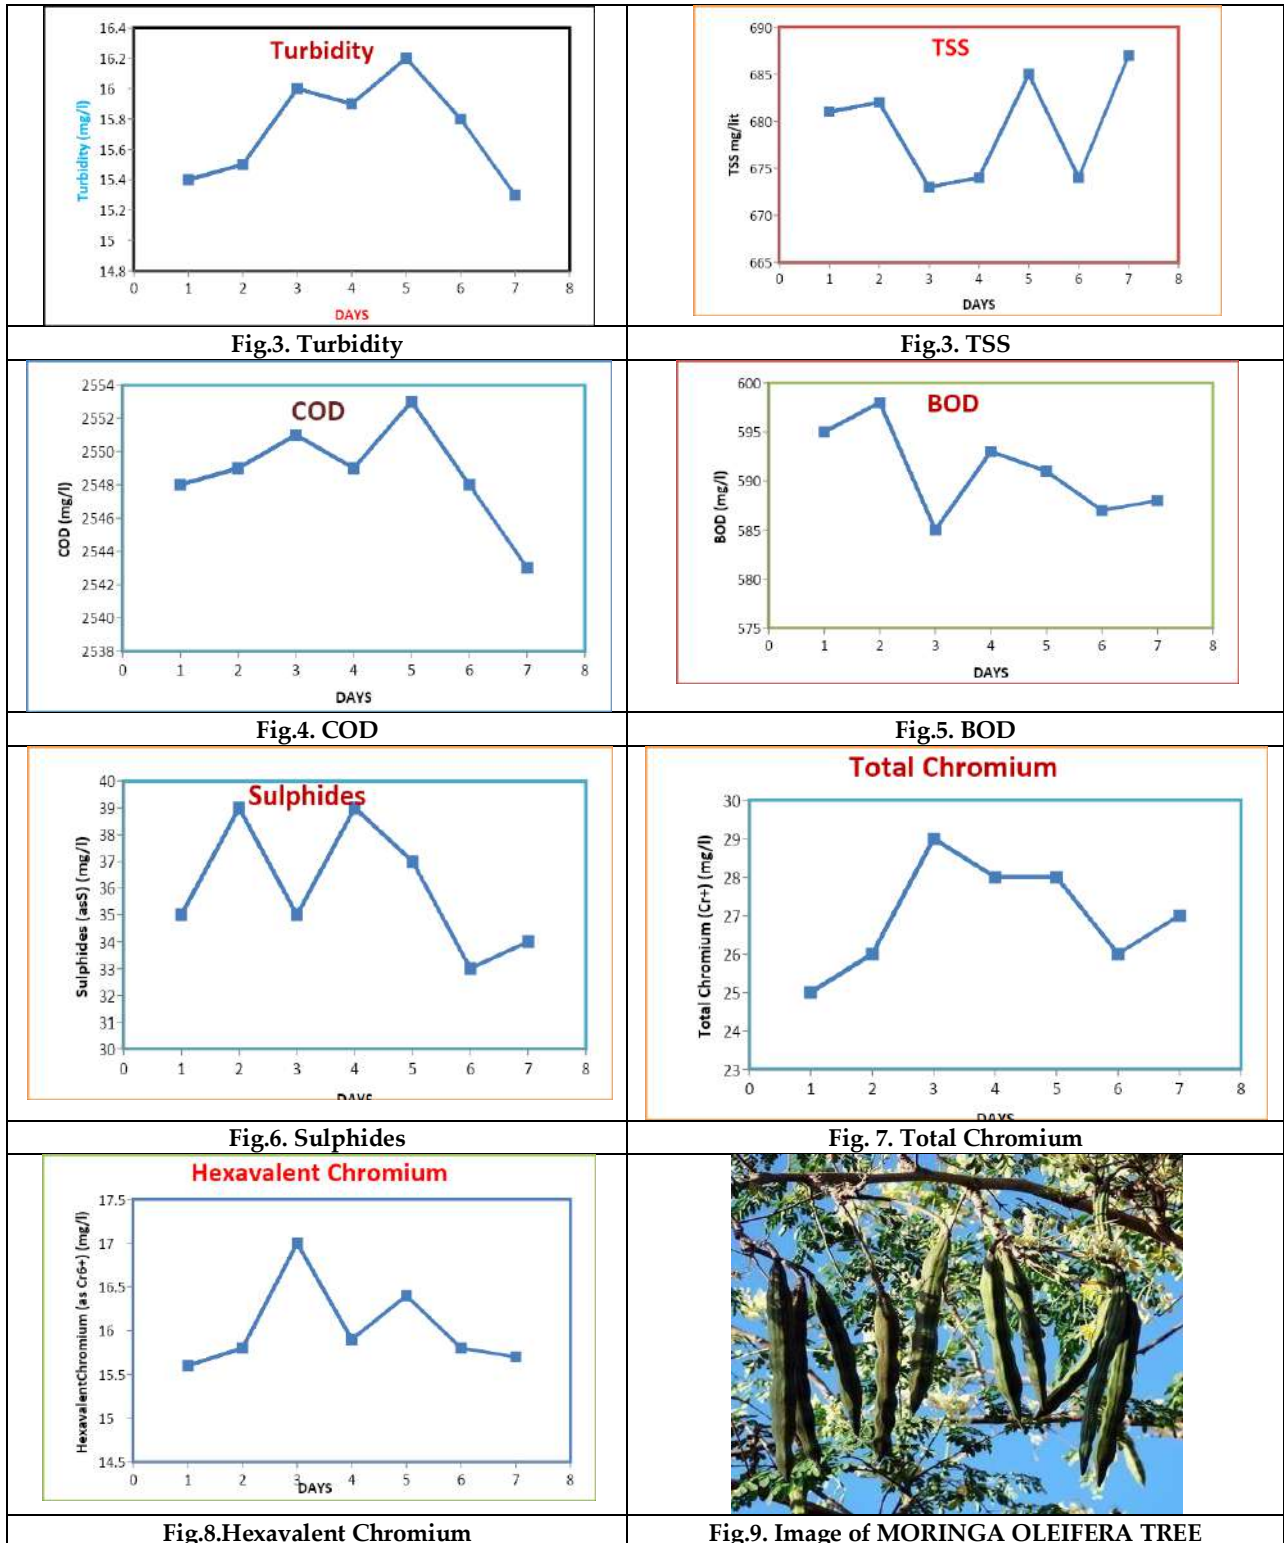 Turbidity
Turbidity (mg/l)
16.4
16.2
16
15.8
15.6
15.4
15.2
15
14.8
0 1 2 3 4 5 6 7 8
DAYS
TSS
TSS mg/lit
690
685
680
675
670
665
0 1 2 3 4 5 6 7 8
DAYS
Fig.3. Turbidity
Fig.3. TSS
COD
COD (mg/l)
2554
2552
2550
2548
2546
2544
2542
2540
2538
0 1 2 3 4 5 6 7 8
DAYS
BOD
BOD (mg/l)
600
595
590
585
580
575
0 1 2 3 4 5 6 7 8
DAYS
Fig.4. COD
Fig.5. BOD
Sulphides
Sulphides (asS) (mg/l)
40
39
38
37
36
35
34
33
32
31
30
0 1 2 3 4 5 6 7 8
DAYS
Total Chromium
Total Chromium (Cr+) (mg/l)
30
29
28
27
26
25
24
23
0 1 2 3 4 5 6 7 8
DAYS
Fig.6. Sulphides
Fig. 7. Total Chromium
Hexavalent Chromium
HexavalentChromium (as Cr6+) (mg/l)
17.5
17
16.5
16
15.5
15
14.5
0 1 2 3 4 5 6 7 8
DAYS
Fig.8.Hexavalent Chromium
Fig.9. Image of MORINGA OLEIFERA TREE